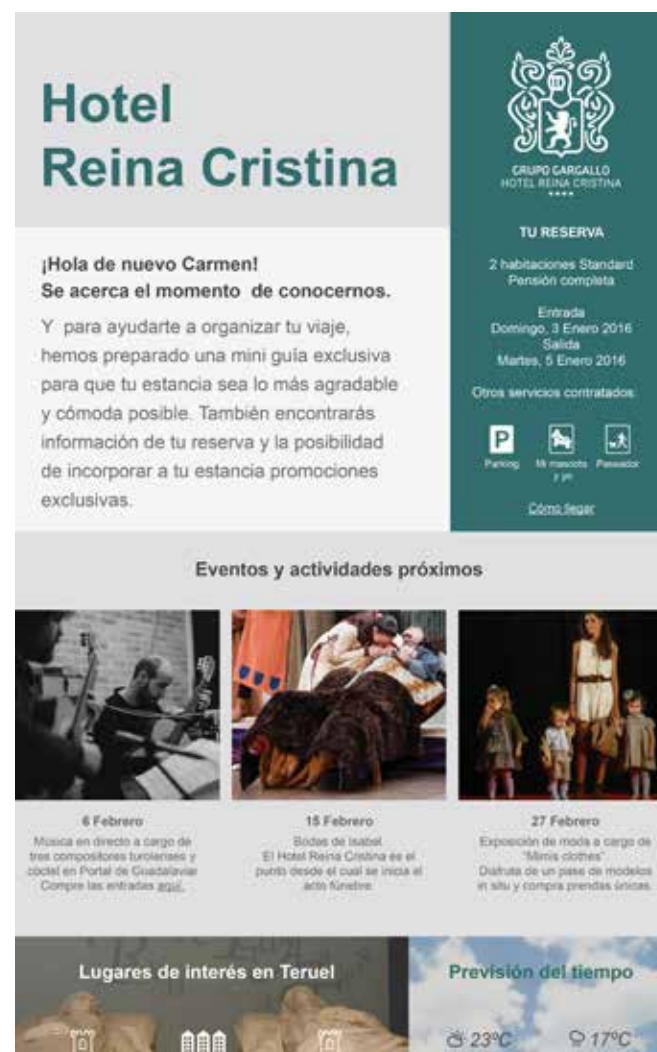 Hotel
Reina Cristina
¡Hola de nuevo Carmen!
Se acerca el momento de conocernos.
Y para ayudarte a organizar tu viaje,
hemos preparado una mini guía exclusiva
para que tu estancia sea lo más agradable
y cómoda posible. También encontrarás
información de tu reserva y la posibilidad
de incorporar a tu estancia promociones
exclusivas.
GRUPO GARGALLO
HOTEL REINA CRISTINA
TU RESERVA
2 habitaciones Standard
Pensión completa
Entrada
Domingo, 3 Enero 2016
Salida
Martes, 5 Enero 2016
Otros servicios contratados:
P
Parking
Mi mascota
y yo
Paseador
Cómo llegar
Eventos y actividades próximos
6 Febrero
Música en directo a cargo de
tres compositores turolenses y
cóctel en Portal de Guadalaviar
Compre las entradas aquí.
15 Febrero
Bodas de Isabel
El Hotel Reina Cristina es el
punto desde el cual se inicia el
acto fúnebre.
27 Febrero
Exposición de moda a cargo de
"Mimis clothes"
Disfruta de un pase de modelos
in situ y compra prendas únicas.
Lugares de interés en Teruel
Previsión del tiempo
23ºC
17ºC